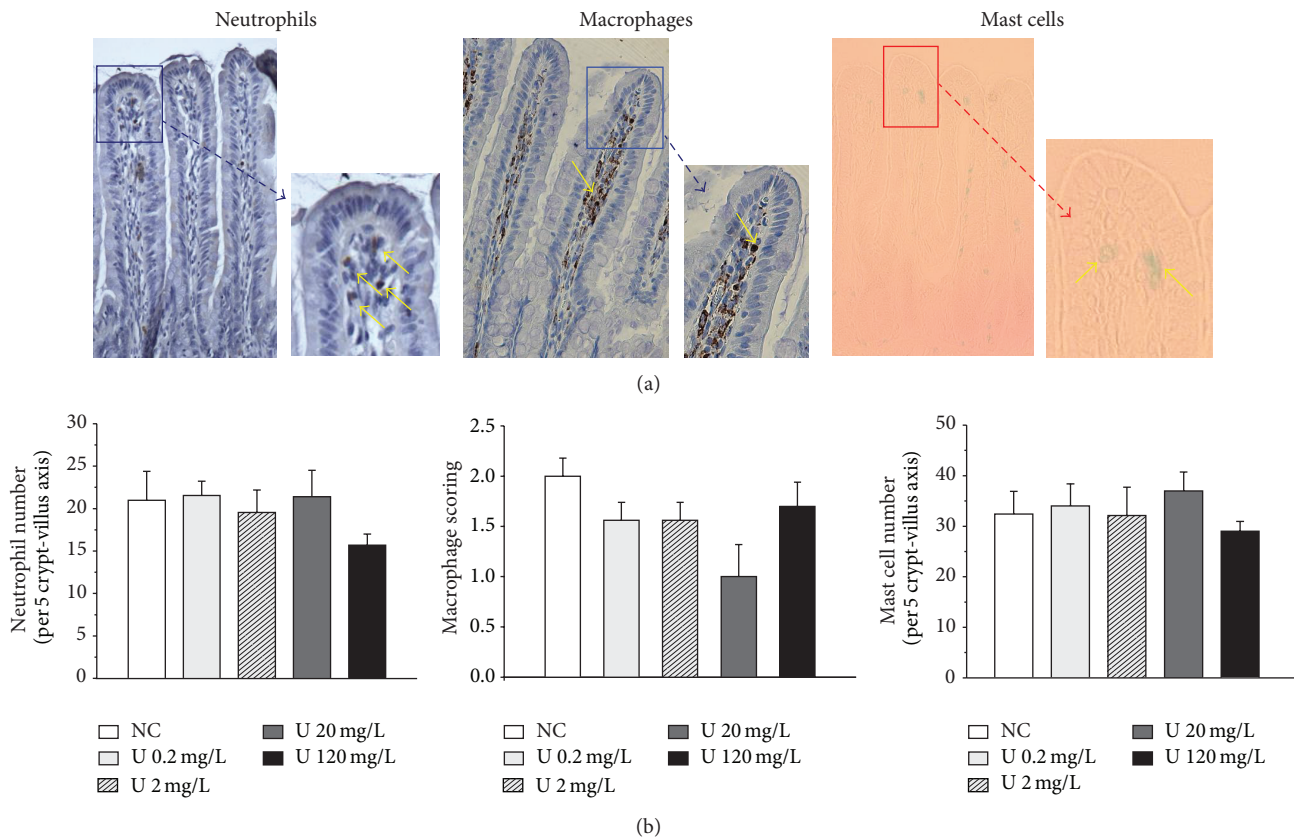 Neutrophils
Macrophages
Mast cells
(a)
Neutrophil number
(per 5 crypt-villus axis)
30
25
20
15
10
5
0
NC
U 0.2 mg/L
U 2 mg/L
U 20 mg/L
U 120 mg/L
Macrophage scoring
2.5
2.0
1.5
1.0
0.5
0.0
NC
U 0.2 mg/L
U 2 mg/L
U 20 mg/L
U 120 mg/L
Mast cell number
(per 5 crypt-villus axis)
50
40
30
20
10
0
NC
U 0.2 mg/L
U 2 mg/L
U 20 mg/L
U 120 mg/L
(b)